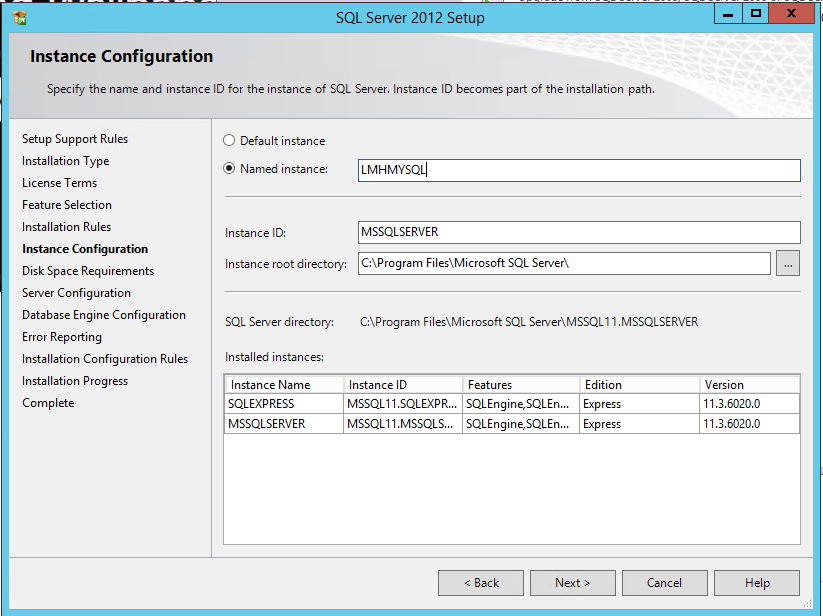 SQL Server 2012 Setup
Instance Configuration
Specify the name and instance ID for the instance of SQL Server. Instance ID becomes part of the installation path.
Setup Support Rules
Installation Type
License Terms
Feature Selection
Installation Rules
Instance Configuration
Disk Space Requirements
Server Configuration
Database Engine Configuration
Error Reporting
Installation Configuration Rules
Installation Progress
Complete
Default instance
Named instance: LMHMYSQL
Instance ID: MSSQLSERVER
Instance root directory: C:\Program Files\Microsoft SQL Server\ ...
SQL Server directory: C:\Program Files\Microsoft SQL Server\MSSQL11.MSSQLSERVER
Installed instances:
Instance Name Instance ID Features Edition Version
SQLEXPRESS MSSQL11.SQLEXPR... SQLEngine,SQLEn... Express 11.3.6020.0
MSSQLSERVER MSSQL11.MSSQLS... SQLEngine,SQLEn... Express 11.3.6020.0
< Back Next > Cancel Help